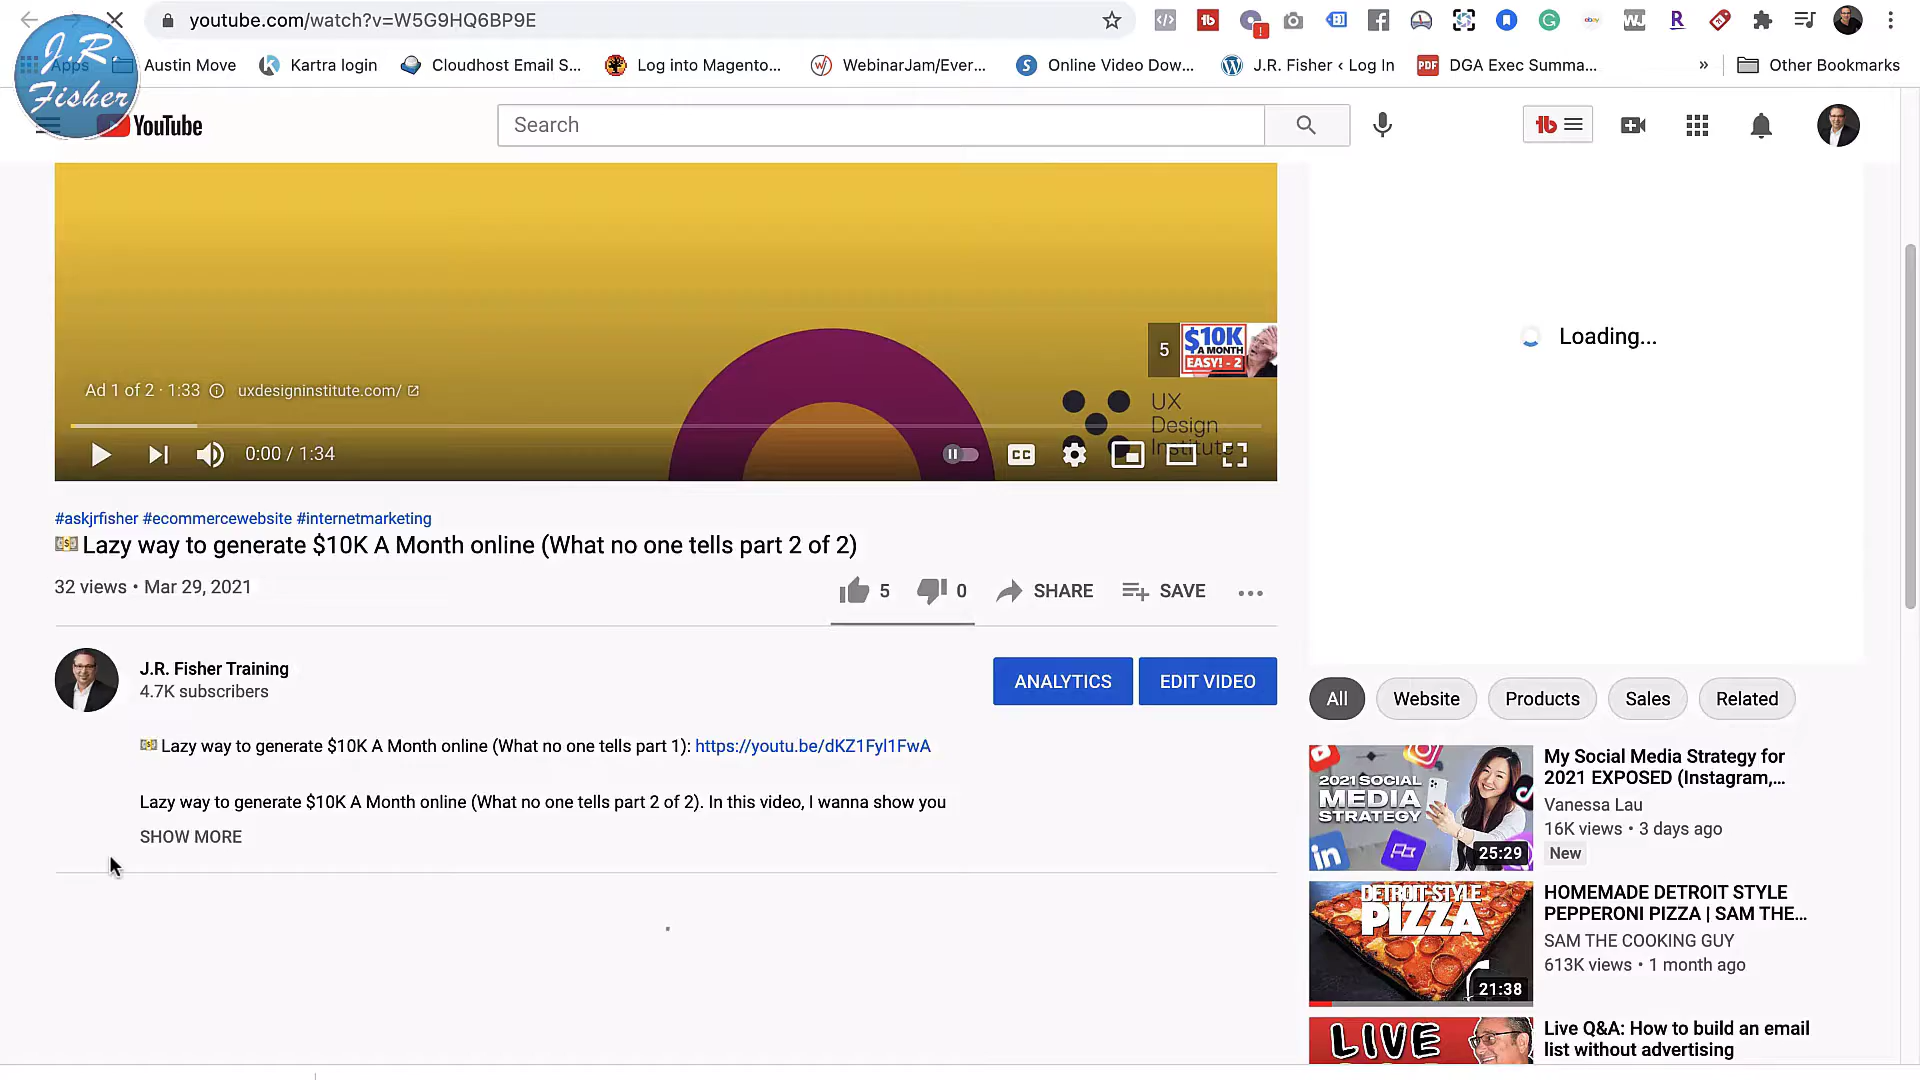 youtube.com/watch?v=W5G9HQ6BP9E
J.R Fisher
Apps
Austin Move
Kartra login
Cloudhost Email S...
Log into Magento...
WebinarJam/Ever...
Online Video Dow...
J.R. Fisher ‹ Log In
PDF
DGA Exec Summa...
»
Other Bookmarks
YouTube
Search
tb
Loading...
5
$10K
A MONTH
EASY! - 2
Ad 1 of 2 · 1:33
uxdesigninstitute.com/
UX
Design
Institute
0:00 / 1:34
CC
#askjrfisher #ecommercewebsite #internetmarketing
Lazy way to generate $10K A Month online (What no one tells part 2 of 2)
32 views • Mar 29, 2021
5
0
SHARE
SAVE
J.R. Fisher Training
4.7K subscribers
ANALYTICS
EDIT VIDEO
Lazy way to generate $10K A Month online (What no one tells part 1): https://youtu.be/dKZ1Fyl1FwA
Lazy way to generate $10K A Month online (What no one tells part 2 of 2). In this video, I wanna show you
SHOW MORE
All
Website
Products
Sales
Related
2021 SOCIAL
MEDIA
STRATEGY
in
25:29
My Social Media Strategy for
2021 EXPOSED (Instagram,...
Vanessa Lau
16K views • 3 days ago
New
DETROIT STYLE
PIZZA
21:38
HOMEMADE DETROIT STYLE
PEPPERONI PIZZA | SAM THE...
SAM THE COOKING GUY
613K views • 1 month ago
LIVE
Live Q&A: How to build an email
list without advertising